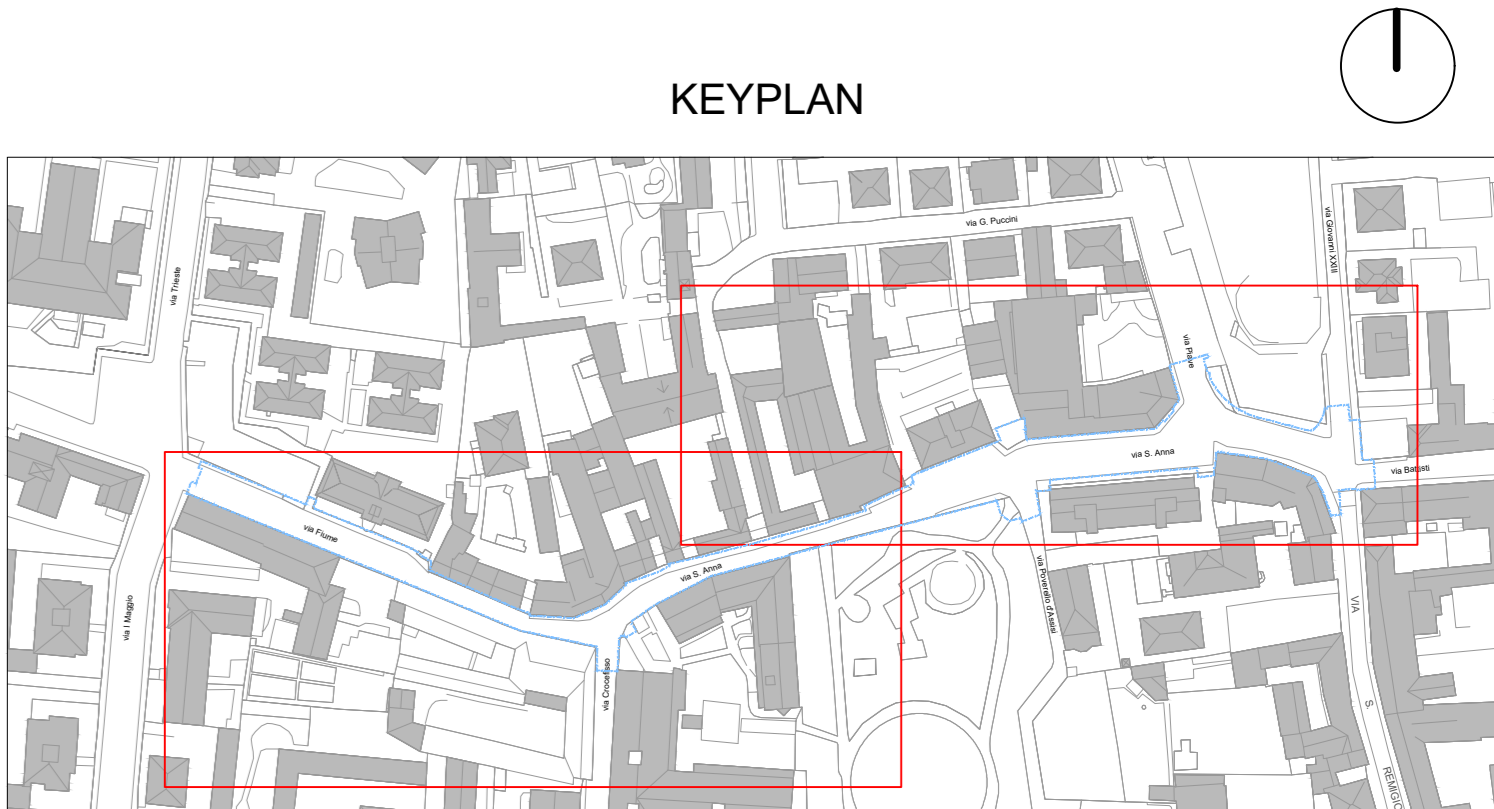 KEYPLAN
via G. Puccini
via Giovanni XXIII
via Trieste
via Piave
via S. Anna
via Batisti
via Fiume
via S. Anna
via Poverello d'Assisi
via I Maggio
via Crocefisso
VIA
S.
REMIGIO